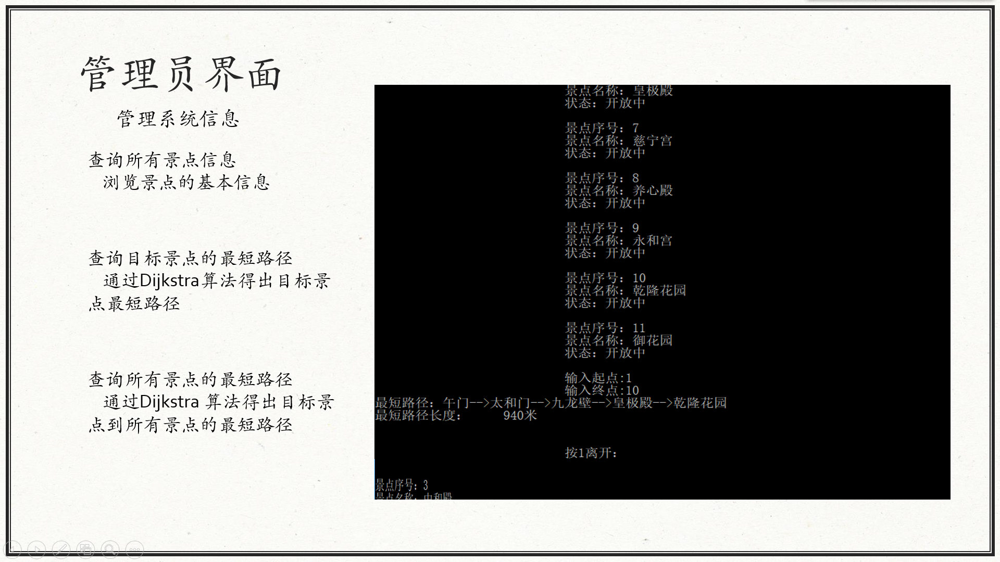 管理员界面
管理系统信息
查询所有景点信息
浏览景点的基本信息
查询目标景点的最短路径
通过Dijkstra算法得出目标景
点最短路径
查询所有景点的最短路径
通过Dijkstra 算法得出目标景
点到所有景点的最短路径
景点名称：皇极殿
状态：开放中
景点序号：7
景点名称：慈宁宫
状态：开放中
景点序号：8
景点名称：养心殿
状态：开放中
景点序号：9
景点名称：永和宫
状态：开放中
景点序号：10
景点名称：乾隆花园
状态：开放中
景点序号：11
景点名称：御花园
状态：开放中
输入起点:1
输入终点:10
最短路径：午门-->太和门-->九龙壁-->皇极殿-->乾隆花园
最短路径长度： 940米
按1离开：
景点序号：3
景点名称：中和殿